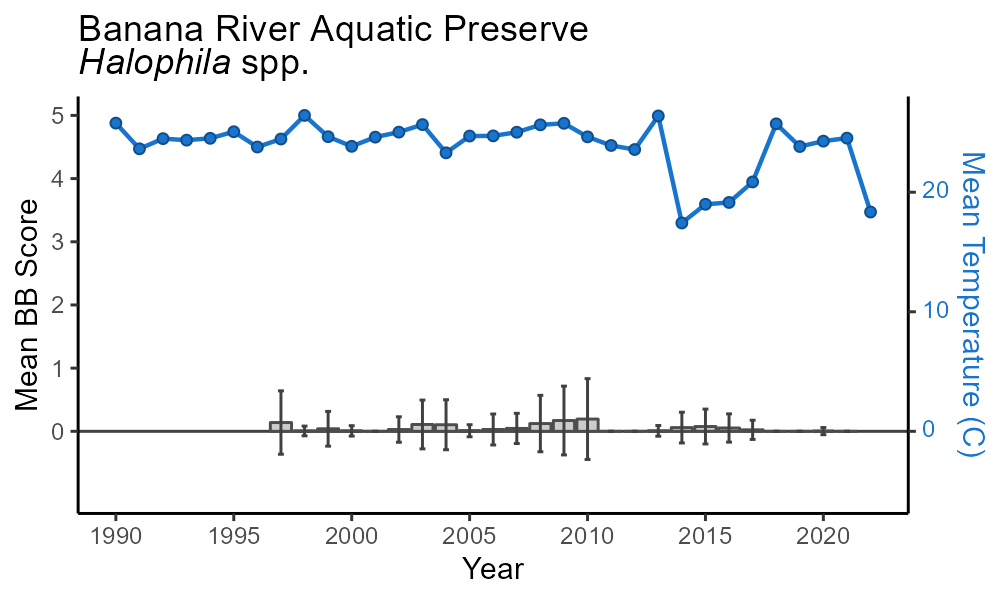 Banana River Aquatic Preserve
Halophila spp.
5
4
3
2
1
0
Mean BB Score
20
10
0
Mean Temperature (C)
1990 1995 2000 2005 2010 2015 2020
Year